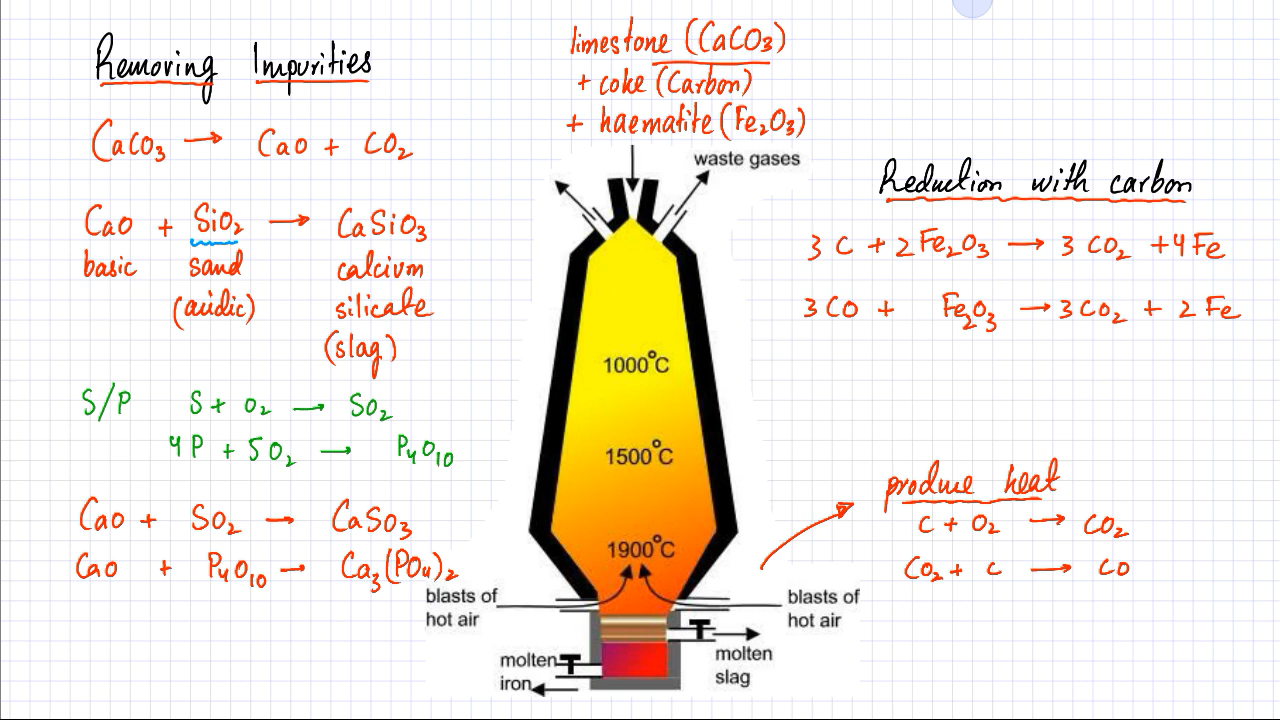 Removing Impurities
CaCO₃ → CaO + CO₂
CaO + SiO₂ → CaSiO₃
basic sand calcium
(acidic) silicate
(slag)
S/P S + O₂ → SO₂
4P + 5O₂ → P₄O₁₀
CaO + SO₂ → CaSO₃
CaO + P₄O₁₀ → Ca₃(PO₄)₂
limestone (CaCO₃)
+ coke (Carbon)
+ haematite (Fe₂O₃)
waste gases
1000°C
1500°C
1900°C
blasts of
hot air
blasts of
hot air
molten
iron
molten
slag
Reduction with carbon
3C + 2Fe₂O₃ → 3CO₂ + 4Fe
3CO + Fe₂O₃ → 3CO₂ + 2Fe
produce heat
C + O₂ → CO₂
CO₂ + C → CO